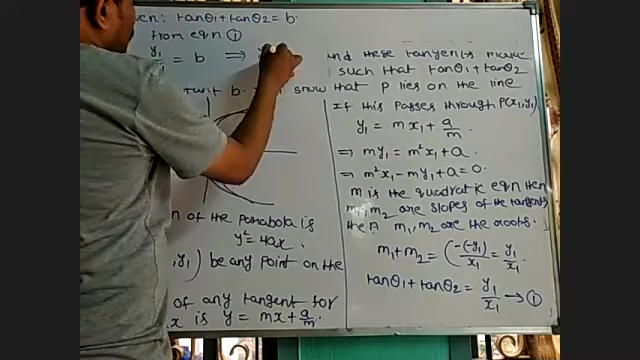 en: tanθ1+tanθ2 = b.
from eqn ①
y1/ = b ⇒
and these tangents
such that tanθ1+tanθ2
tant b. show that P lies on the line
n of the parabola is
y² = 4ax.
, y1) be any point on the
of any tangent for
x is y = mx + a/m.
If this passes through P(x1,y1)
y1 = mx1 + a/m
⇒ my1 = m²x1 + a.
⇒ m²x1 - my1 + a = 0.
m is the quadratic eqn then
m1, m2 are slopes of the tangents
then m1, m2 are the roots.
m1+m2 = (-(-y1)/x1 = y1/x1.
tanθ1+tanθ2 = y1/x1 → ①